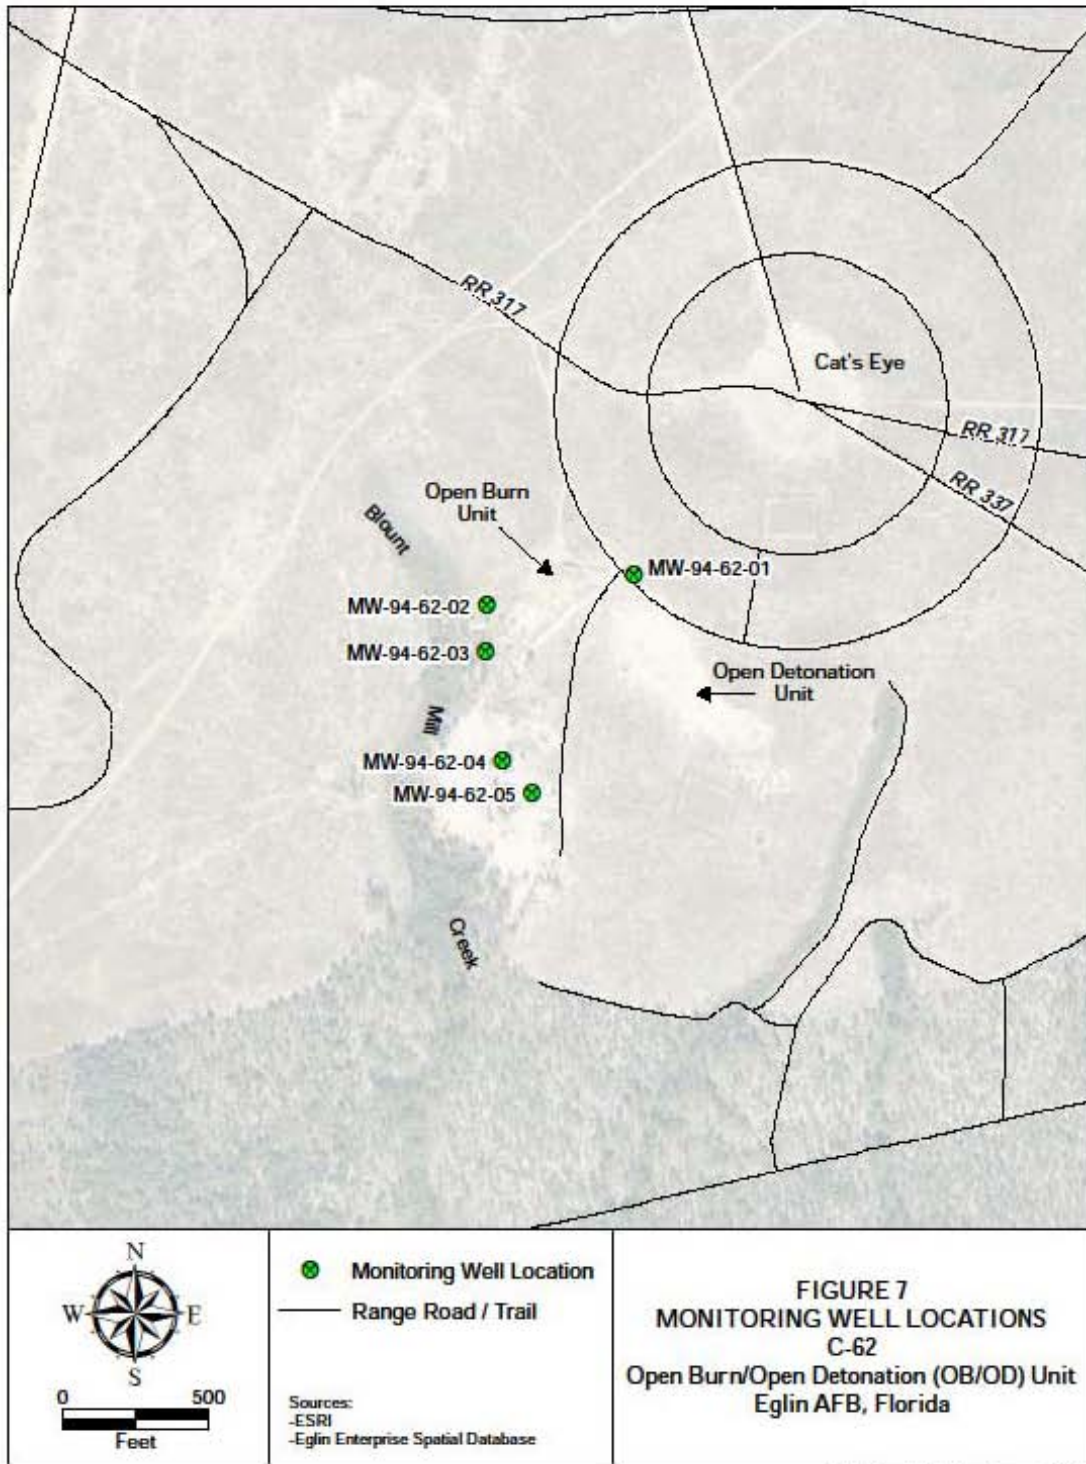 RR 317
Cat's Eye
RR 317
RR 337
Open Burn
Unit
Blount
MW-94-62-01
MW-94-62-02
MW-94-62-03
Open Detonation
Unit
Mill
MW-94-62-04
MW-94-62-05
Creek
N
W
E
S
0
500
Feet
Monitoring Well Location
Range Road / Trail
Sources:
-ESRI
-Eglin Enterprise Spatial Database
FIGURE 7
MONITORING WELL LOCATIONS
C-62
Open Burn/Open Detonation (OB/OD) Unit
Eglin AFB, Florida